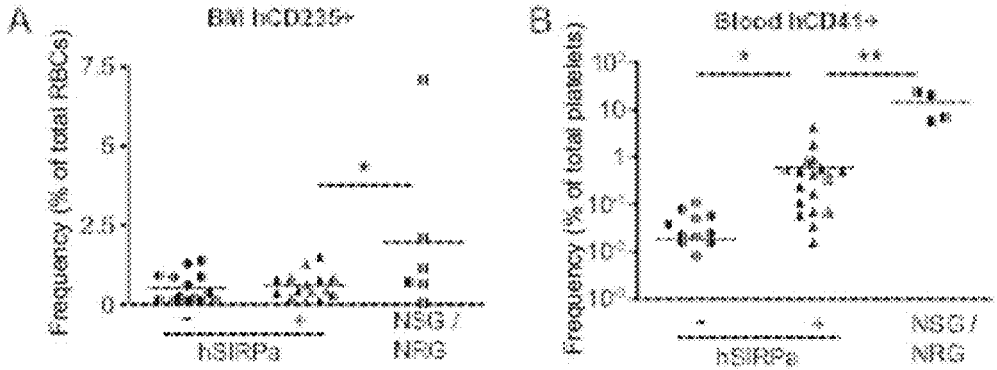 A
BM hCD235+
Frequency (% of total RBCs)
7.5
5
2.5
0
*
-
+
hSIRPa
NSG /
NRG
B
Blood hCD41+
Frequency (% of total platelets)
10
1
*
**
-
+
hSIRPa
NSG /
NRG